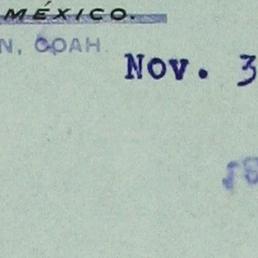 MÉXICO.
N, COAH
Nov. 3